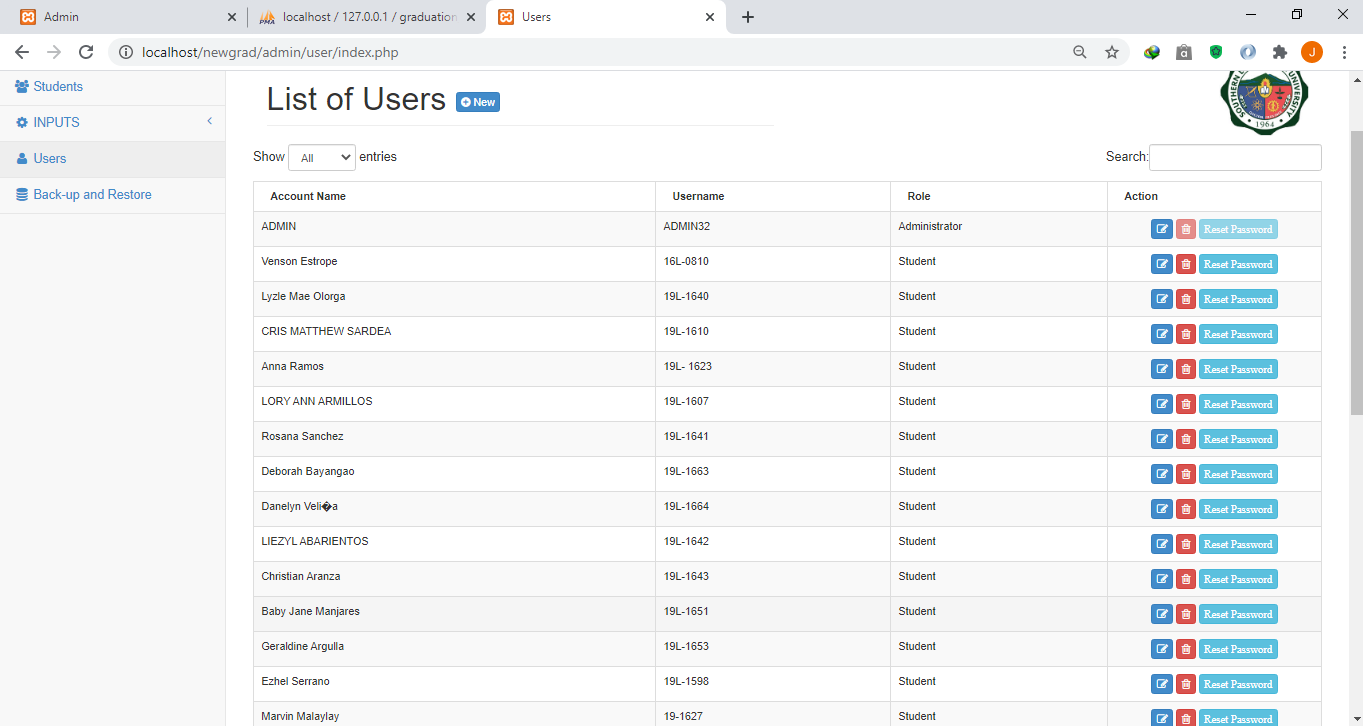 Admin
localhost / 127.0.0.1 / graduation
Users
localhost/newgrad/admin/user/index.php
J
Students
INPUTS
Users
Back-up and Restore
List of Users New
SOUTHERN UNIVERSITY
1964
Show All entries
Search:
Account Name Username Role Action
ADMIN ADMIN32 Administrator Reset Password
Venson Estrope 16L-0810 Student Reset Password
Lyzle Mae Olorga 19L-1640 Student Reset Password
CRIS MATTHEW SARDEA 19L-1610 Student Reset Password
Anna Ramos 19L- 1623 Student Reset Password
LORY ANN ARMILLOS 19L-1607 Student Reset Password
Rosana Sanchez 19L-1641 Student Reset Password
Deborah Bayangao 19L-1663 Student Reset Password
Danelyn Veli�a 19L-1664 Student Reset Password
LIEZYL ABARIENTOS 19L-1642 Student Reset Password
Christian Aranza 19L-1643 Student Reset Password
Baby Jane Manjares 19L-1651 Student Reset Password
Geraldine Argulla 19L-1653 Student Reset Password
Ezhel Serrano 19L-1598 Student Reset Password
Marvin Malaylay 19-1627 Student Reset Password